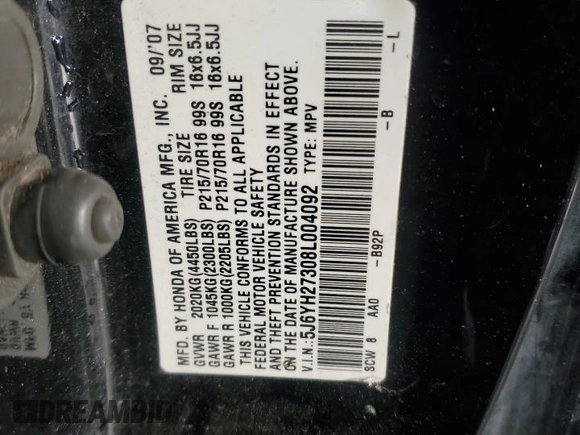 MFD. BY HONDA OF AMERICA MFG., INC. 09/'07
GVWR 2020KG(4450LBS) TIRE SIZE RIM SIZE
GAWR F 1045KG(2300LBS) P215/70R16 99S 16x6.5JJ
GAWR R 1000KG(2205LBS) P215/70R16 99S 16x6.5JJ
THIS VEHICLE CONFORMS TO ALL APPLICABLE
FEDERAL MOTOR VEHICLE SAFETY
AND THEFT PREVENTION STANDARDS IN EFFECT
ON THE DATE OF MANUFACTURE SHOWN ABOVE.
V.I.N.:5J6YH27308L004092 TYPE: MPV
SCW 8 AA0 -B92P -B -L
DREAMBID